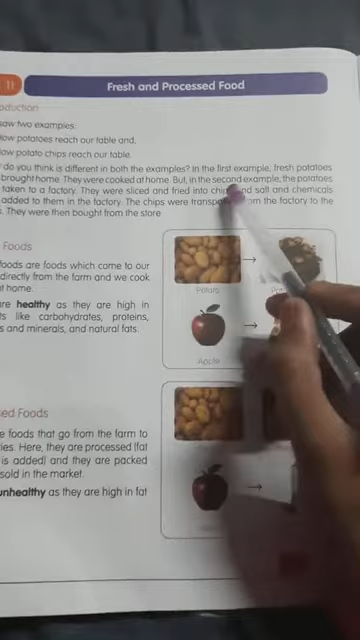 11
Fresh and Processed Food
oduction
saw two examples:
ow potatoes reach our table and,
ow potato chips reach our table.
do you think is different in both the examples? In the first example, fresh potatoes
brought home. They were cooked at home. But, in the second example, the potatoes
taken to a factory. They were sliced and fried into chips and salt and chemicals
added to them in the factory. The chips were from the factory to the
They were then bought from the store
Foods
foods are foods which come to our
directly from the farm and we cook
at home.
are healthy as they are high in
ts like carbohydrates, proteins,
s and minerals, and natural fats.
Potato
Apple
ed Foods
e foods that go from the farm to
ies. Here, they are processed (fat
is added) and they are packed
sold in the market.
unhealthy as they are high in fat